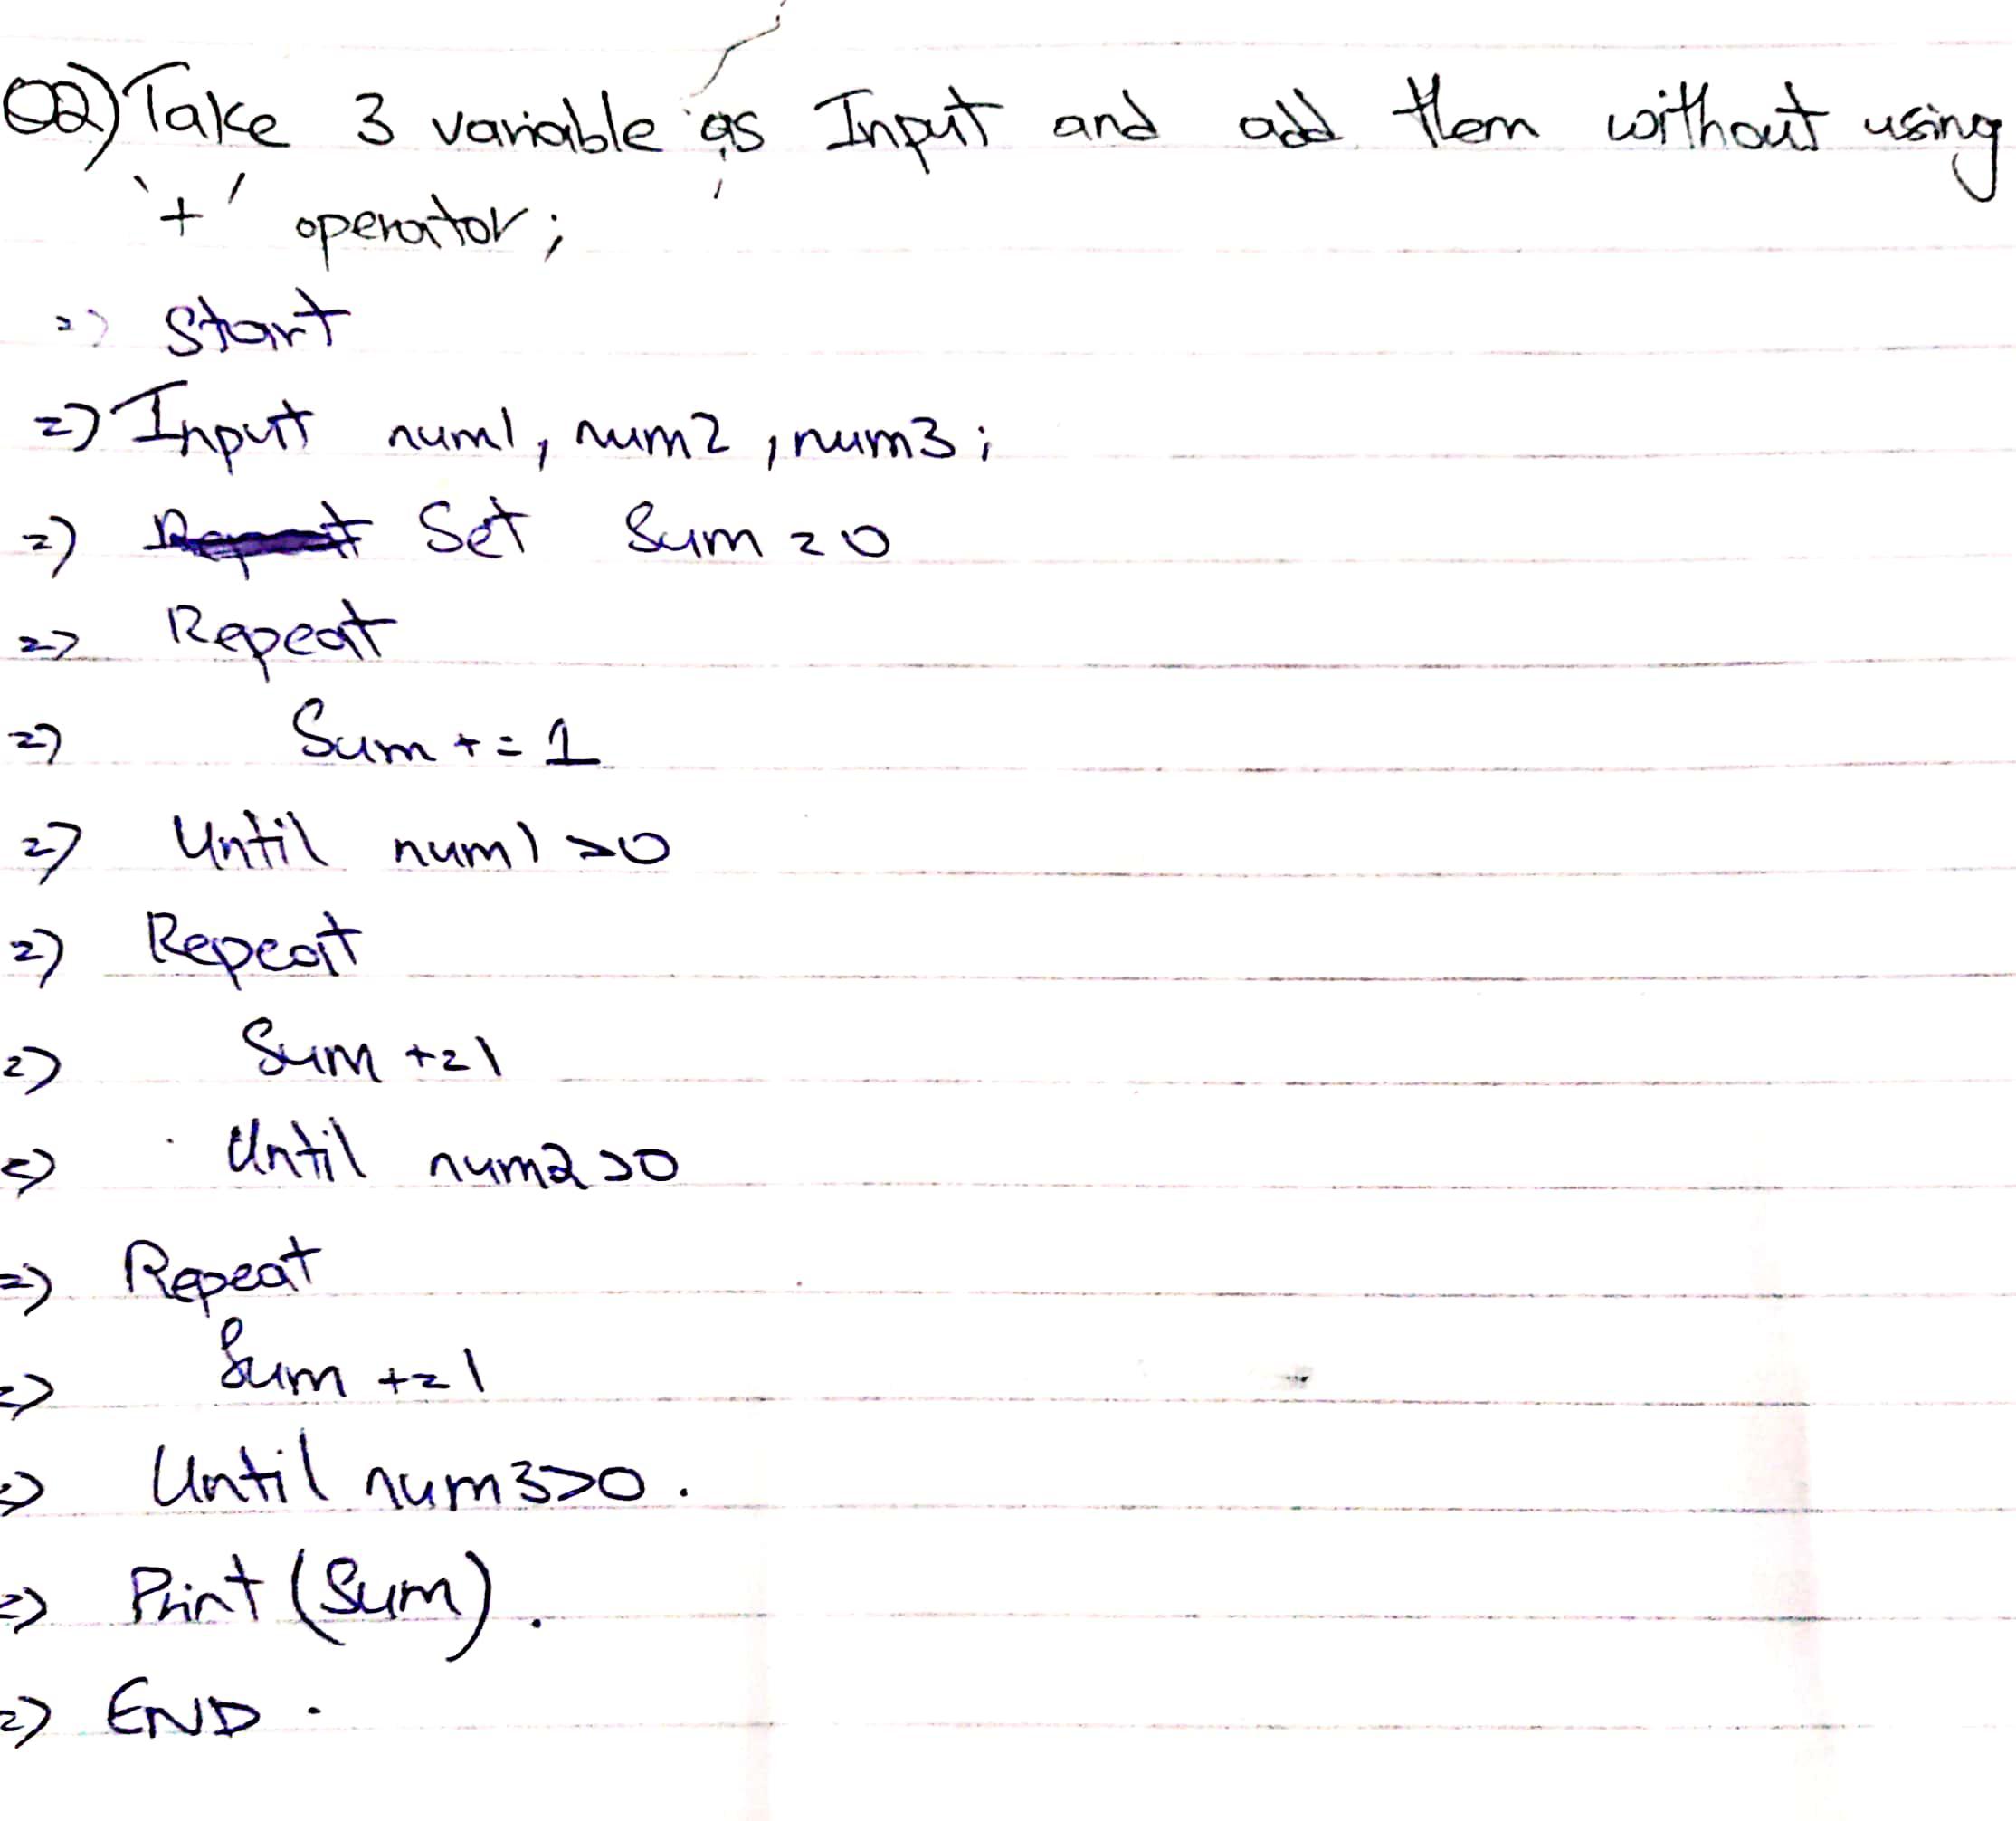 Q2) Take 3 variable as Input and add them without using
'+' operator;
=> Start
=> Input num1, num2, num3;
=> Set Sum = 0
=> Repeat
=> Sum += 1
=> Until num1 >0
=> Repeat
=> Sum += 1
=> Until num2 >0
=> Repeat
=> Sum += 1
=> Until num3>0.
=> Print (Sum).
=> END.